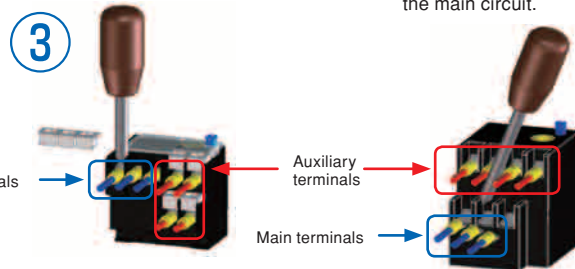 the main circuit.
3
als
Auxiliary
terminals
Main terminals